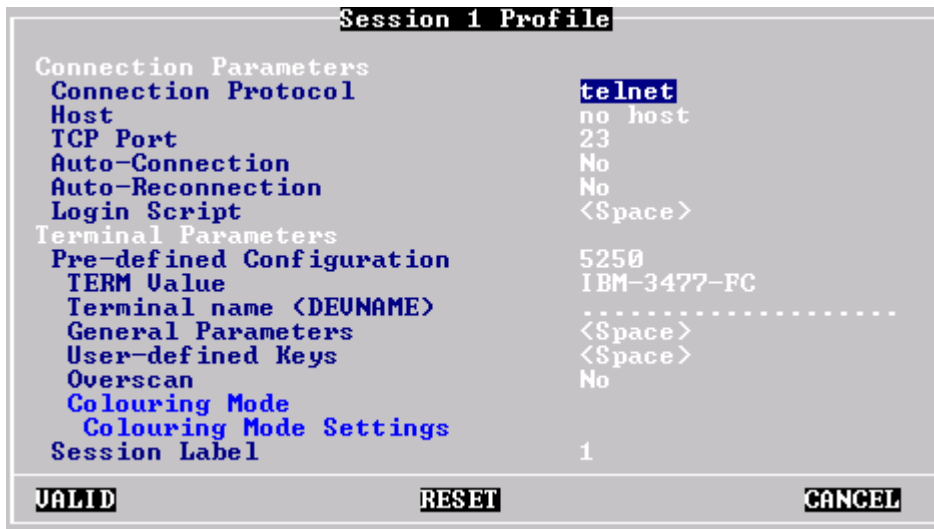 Session 1 Profile
Connection Parameters
Connection Protocol telnet
Host no host
TCP Port 23
Auto-Connection No
Auto-Reconnection No
Login Script <Space>
Terminal Parameters
Pre-defined Configuration 5250
TERM Value IBM-3477-FC
Terminal name (DEVNAME) ....................
General Parameters <Space>
User-defined Keys <Space>
Overscan No
Colouring Mode
Colouring Mode Settings
Session Label 1
VALID RESET CANCEL